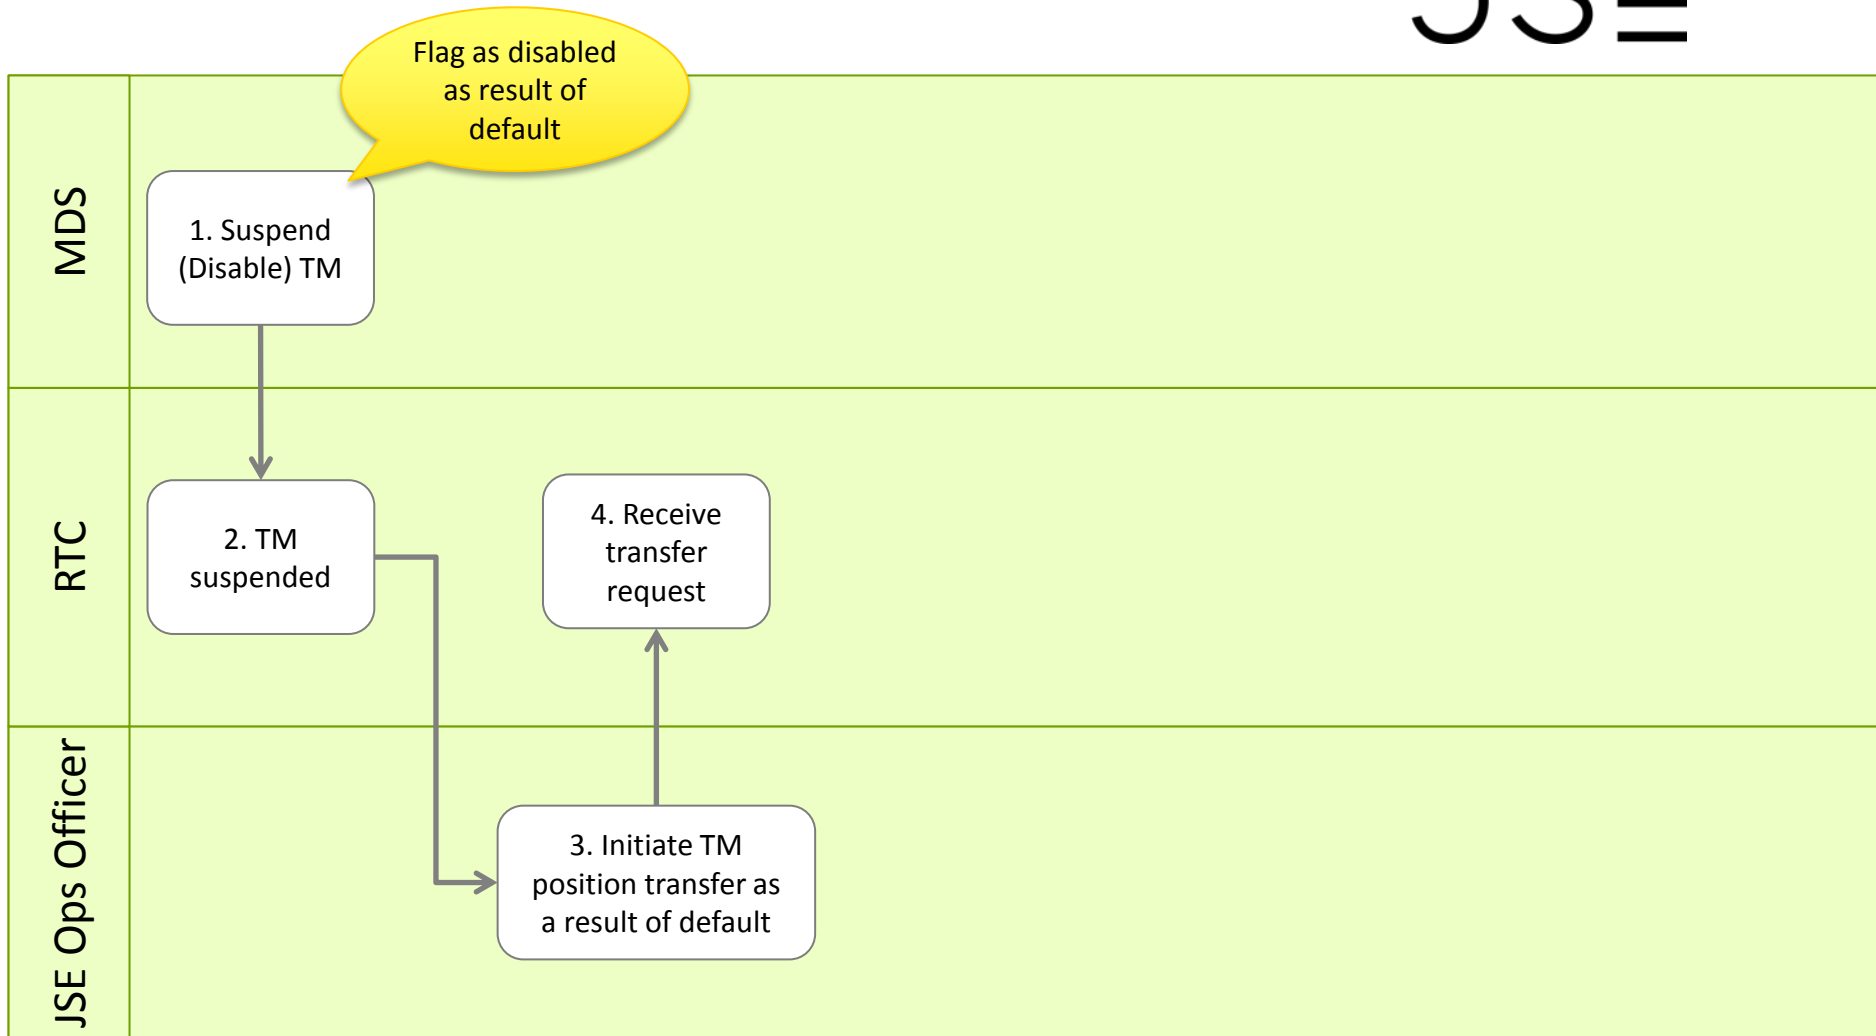 JSE
Flag as disabled
as result of
default
MDS
1. Suspend
(Disable) TM
RTC
2. TM
suspended
4. Receive
transfer
request
JSE Ops Officer
3. Initiate TM
position transfer as
a result of default